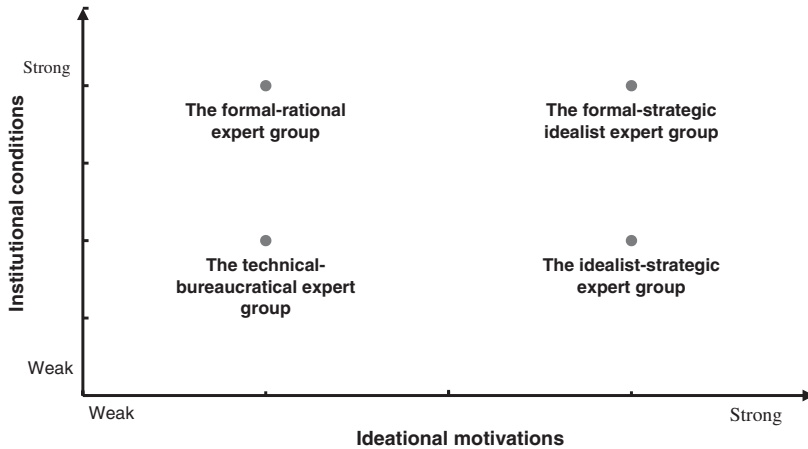 Strong
The formal-rational
expert group
The formal-strategic
idealist expert group
Institutional conditions
The technical-
bureaucratical expert
group
The idealist-strategic
expert group
Weak
Weak
Strong
Ideational motivations